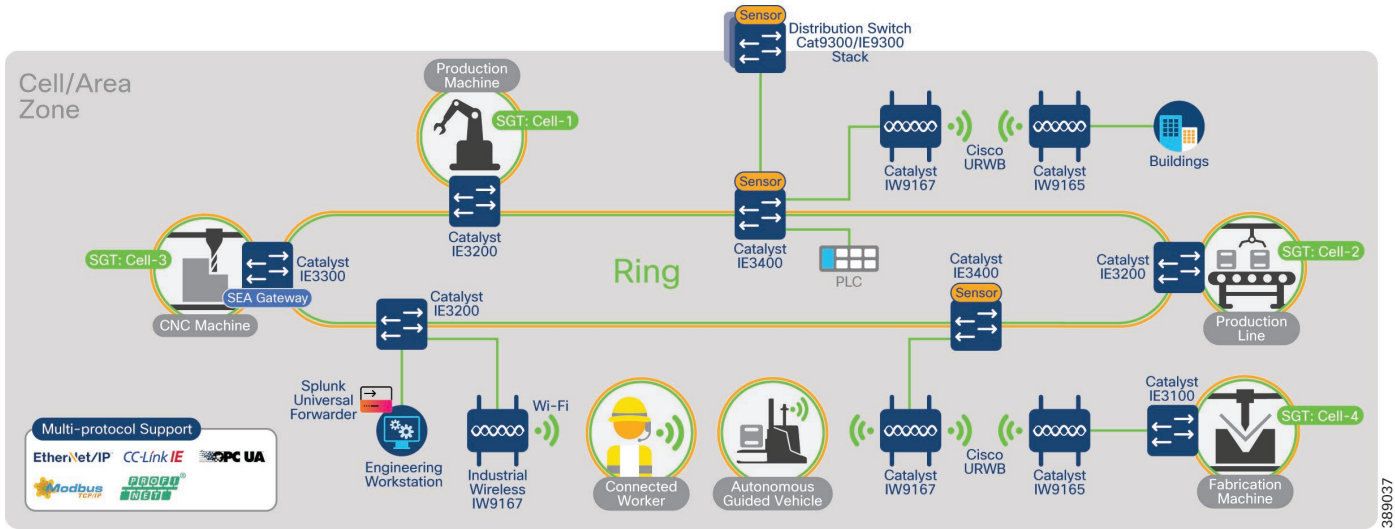 Cell/Area
Zone
Sensor
Distribution Switch
Cat9300/IE9300
Stack
Production
Machine
SGT: Cell-1
Catalyst
IE3200
Sensor
Catalyst
IE3400
PLC
Catalyst
IW9167
Cisco
URWB
Catalyst
IW9165
Buildings
SGT: Cell-3
Catalyst
IE3300
SEA Gateway
CNC Machine
Ring
Catalyst
IE3200
Catalyst
IE3400
Sensor
Catalyst
IE3200
SGT: Cell-2
Production
Line
Splunk
Universal
Forwarder
Engineering
Workstation
Wi-Fi
Industrial
Wireless
IW9167
Connected
Worker
Autonomous
Guided Vehicle
Catalyst
IW9167
Cisco
URWB
Catalyst
IW9165
Catalyst
IE3100
SGT: Cell-4
Fabrication
Machine
Multi-protocol Support
EtherNet/IP
CC-Link IE
OPC UA
Modbus
TCP/IP
PROFI
NET®
389037